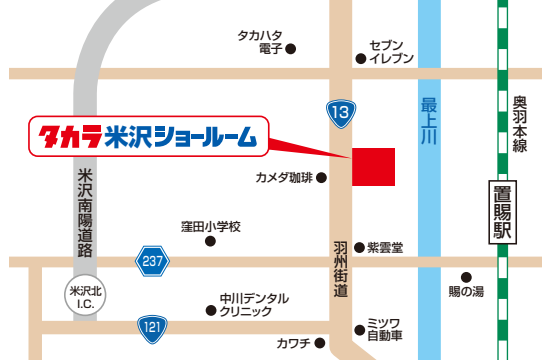 タカハタ
電子
セブン
イレブン
13
最上川
奥羽本線
タカラ米沢ショールーム
カメダ珈琲
米沢南陽道路
置賜駅
窪田小学校
羽州街道
紫雲堂
237
米沢北
I.C.
賜の湯
中川デンタル
クリニック
121
ミツワ
自動車
カワチ